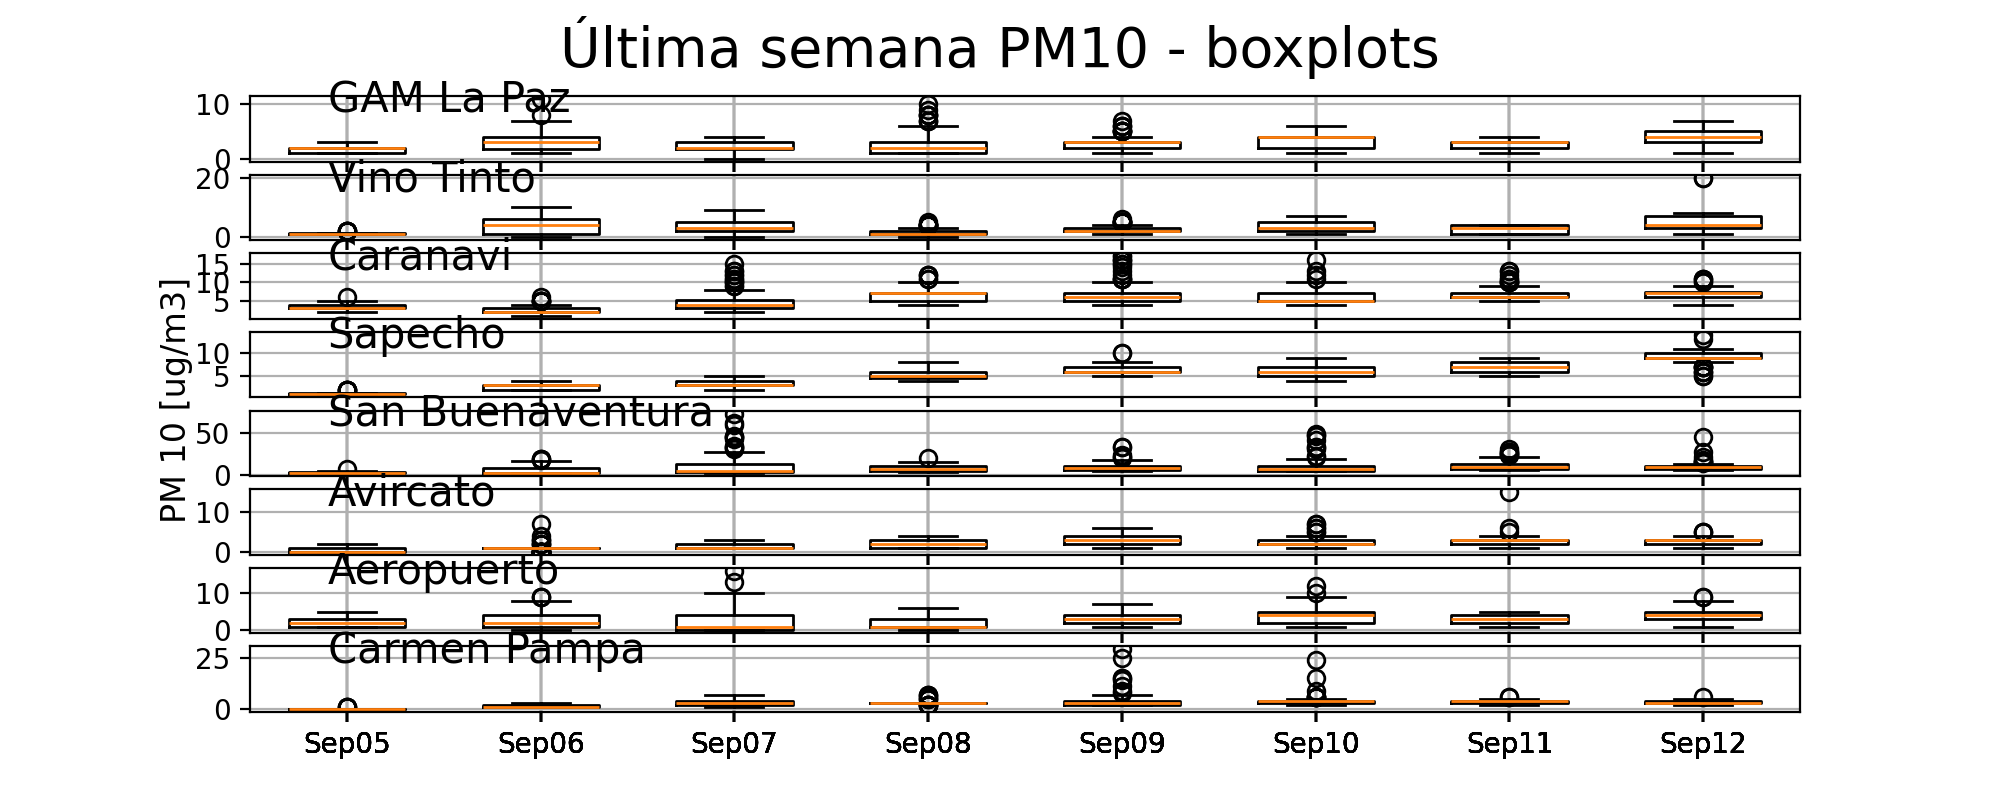 Última semana PM10 - boxplots
GAM La Paz
10
0
Vino Tinto
20
0
Caranavi
15
10
5
Sapecho
10
5
PM 10 [ug/m3]
San Buenaventura
50
0
Avircato
10
0
Aeropuerto
10
0
Carmen Pampa
25
0
Sep05 Sep06 Sep07 Sep08 Sep09 Sep10 Sep11 Sep12